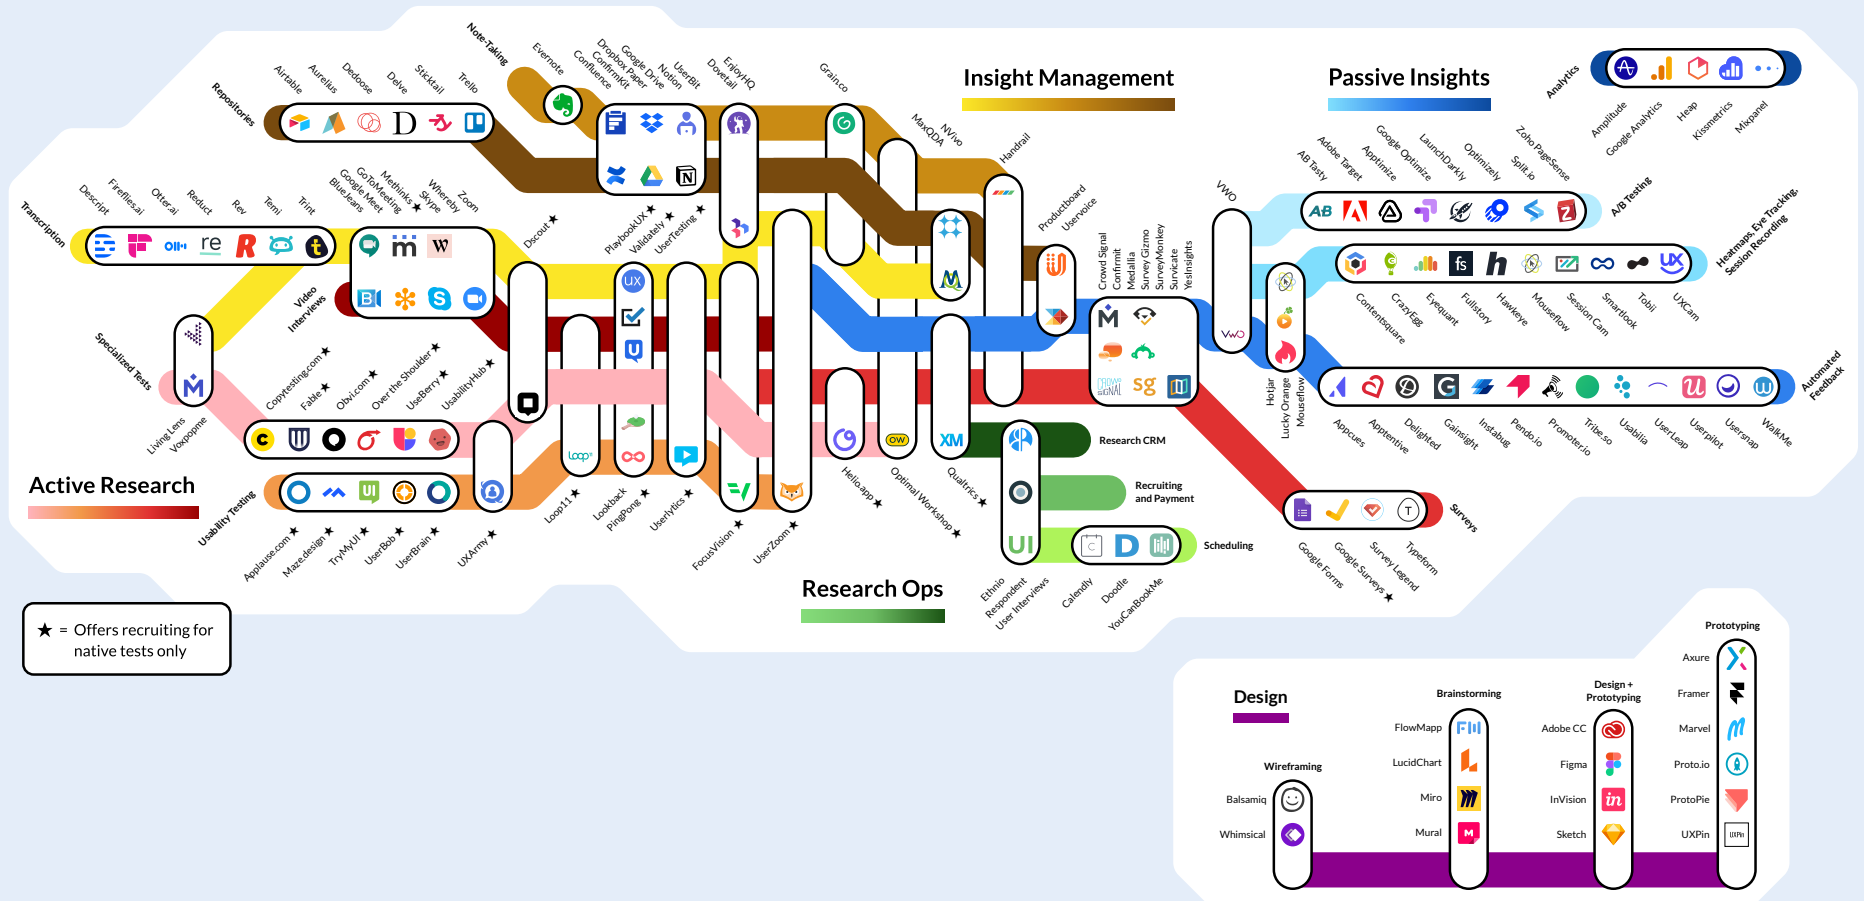 Note-Taking
Evernote
Confluence
ConfirmKit
Dropbox Paper
Google Drive
Notion
UserBit
Dovetail
EnjoyHQ
Grain.co
MaxQDA
NVivo
Handrail
Productboard
Uservoice
Insight Management
Passive Insights
Analytics
Amplitude
Google Analytics
Heap
Kissmetrics
Mixpanel
Repositories
Airtable
Aurelius
Dedoose
Delve
Sticktail
Trello
AB Tasty
Adobe Target
Apptimize
Google Optimize
LaunchDarkly
Optimizely
Split.io
Zoho PageSense
A/B Testing
Transcription
Descript
Fireflies.ai
Otter.ai
Reduct
Rev
Temi
Trint
BlueJeans
Google Meet
GoToMeeting
Methinks ★
Skype
Whereby
Zoom
Video
Interviews
Dscout ★
PlaybookUX ★
Validately ★
UserTesting ★
Crowd Signal
Confirmit
Medallia
Survey Gizmo
SurveyMonkey
Survicate
YesInsights
VWO
Heatmaps, Eye Tracking,
Session Recording
Contentsquare
CrazyEgg
Eyequant
Fullstory
Hawkeye
Mouseflow
Session Cam
Smartlook
Tobii
UXCam
Specialized Tests
Living Lens
Voxpopme
Copytesting.com ★
Fable ★
Obvi.com ★
Over the Shoulder ★
UseBerry ★
UsabilityHub ★
Hotjar
Lucky Orange
Mouseflow
Automated
Feedback
Appcues
Apptentive
Delighted
Gainsight
Instabug
Pendo.io
Promoter.io
Tribe.so
Usabilia
UserLeap
Userpilot
Usersnap
WalkMe
Active Research
Usability Testing
Applause.com ★
Maze.design ★
TryMyUI ★
UserBob ★
UserBrain ★
UXArmy ★
Loop11 ★
Lookback
PingPong ★
Userlytics ★
FocusVision ★
UserZoom ★
Hello.app ★
Optimal Workshop ★
Qualtrics ★
Research CRM
Recruiting
and Payment
Scheduling
Ethnio
Respondent
User Interviews
Calendly
Doodle
YouCanBookMe
Surveys
Google Forms
Google Surveys ★
Survey Legend
Typeform
Research Ops
★ = Offers recruiting for
native tests only
Design
Wireframing
Balsamiq
Whimsical
Brainstorming
FlowMapp
LucidChart
Miro
Mural
Design +
Prototyping
Adobe CC
Figma
InVision
Sketch
Prototyping
Axure
Framer
Marvel
Proto.io
ProtoPie
UXPin